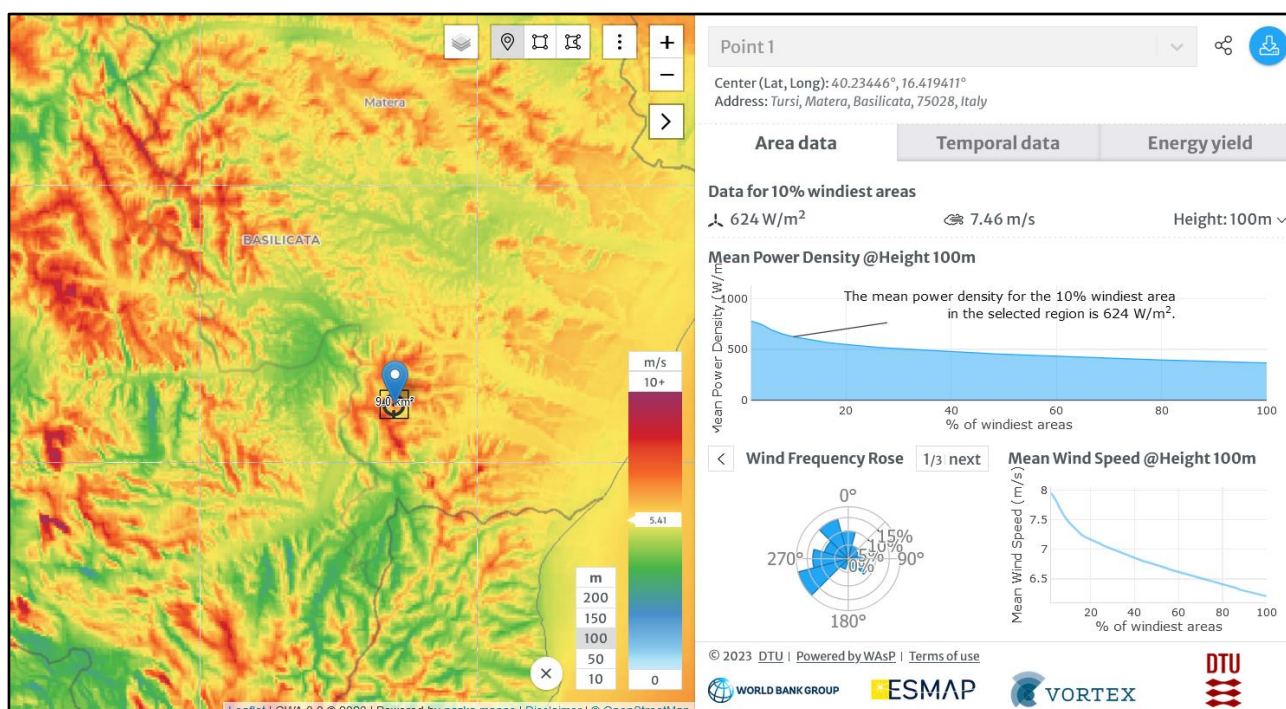 Matera
BASILICATA
9.0 km²
+
−
m/s
10+
5.41
0
m
200
150
100
50
10
Point 1
Center (Lat, Long): 40.23446°, 16.419411°
Address: Tursi, Matera, Basilicata, 75028, Italy
Area data
Temporal data
Energy yield
Data for 10% windiest areas
624 W/m²
7.46 m/s
Height: 100m
Mean Power Density @Height 100m
Mean Power Density (W/m
The mean power density for the 10% windiest area
in the selected region is 624 W/m².
1000
500
0
20 40 60 80 100
% of windiest areas
Wind Frequency Rose
1/3 next
0°
15%
10%
5%
0%
270°
90°
180°
Mean Wind Speed @Height 100m
Mean Wind Speed (m/s)
8
7.5
7
6.5
20 40 60 80 100
% of windiest areas
© 2023 DTU | Powered by WAsP | Terms of use
WORLD BANK GROUP
ESMAP
VORTEX
DTU